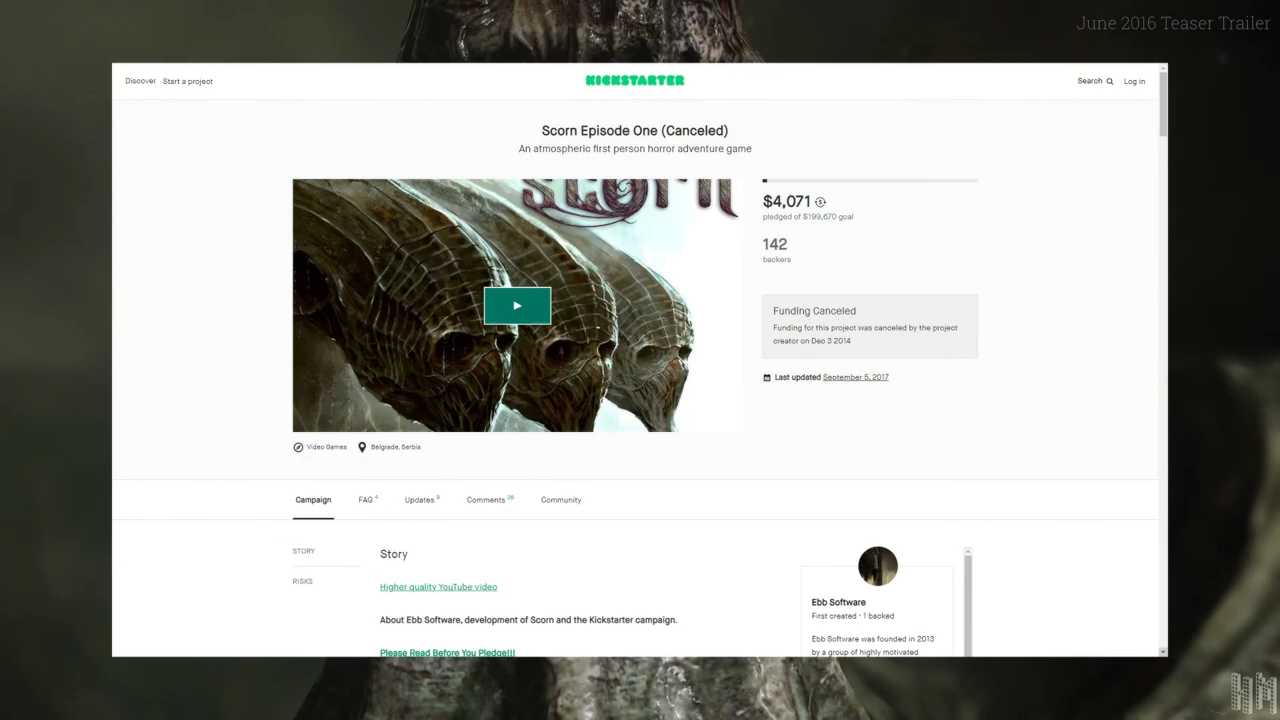 June 2016 Teaser Trailer
Discover Start a project
KICKSTARTER
Search Log in
Scorn Episode One (Canceled)
An atmospheric first person horror adventure game
Scorn
$4,071
pledged of $199,670 goal
142
backers
Funding Canceled
Funding for this project was canceled by the project
creator on Dec 3 2014
Last updated September 5, 2017
Video Games Belgrade, Serbia
Campaign FAQ 4 Updates 9 Comments 36 Community
STORY
RISKS
Story
Higher quality YouTube video
About Ebb Software, development of Scorn and the Kickstarter campaign.
Please Read Before You Pledge!!!
Ebb Software
First created · 1 backed
Ebb Software was founded in 2013
by a group of highly motivated
HM